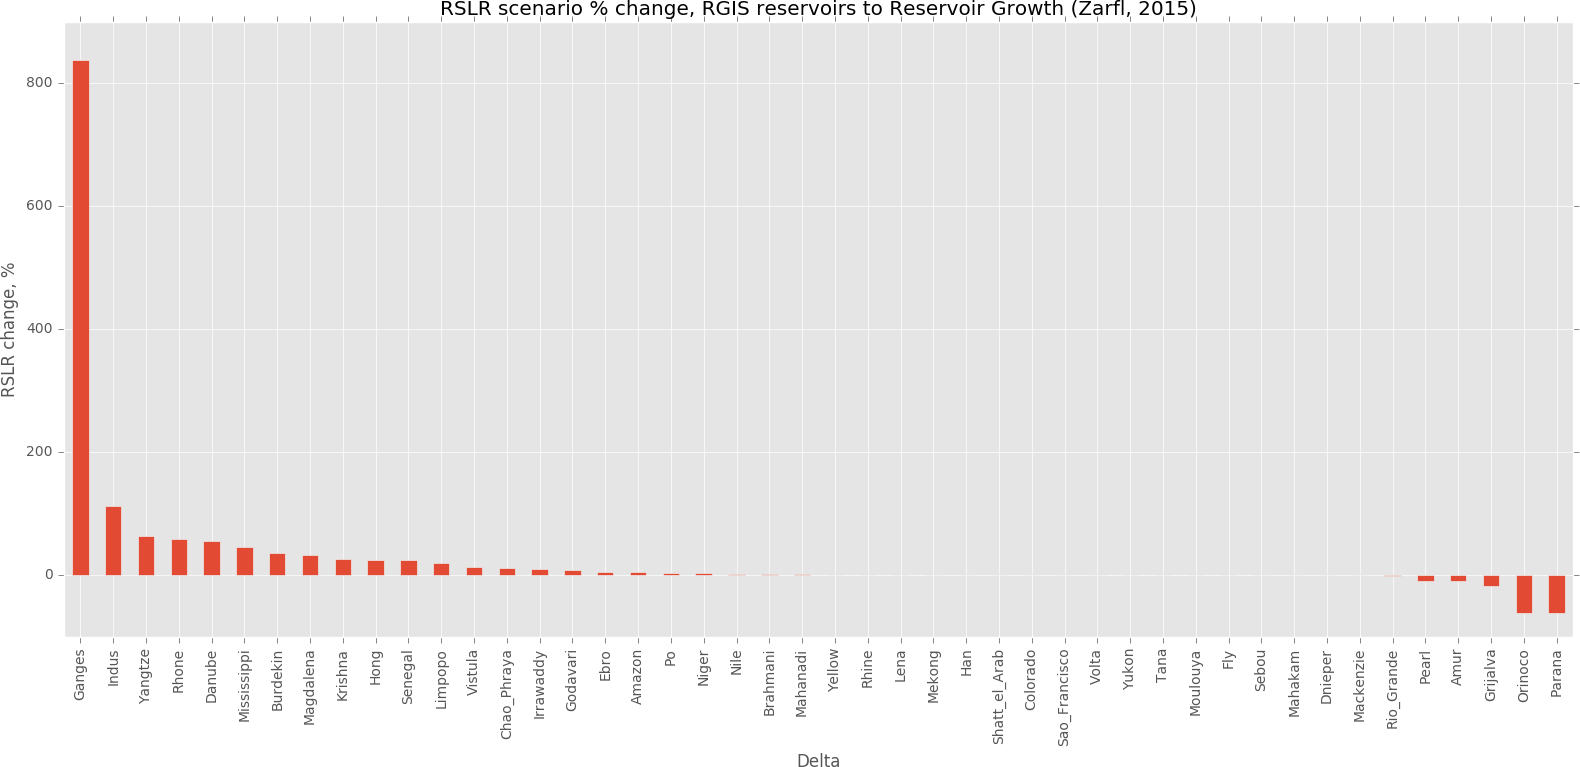 RSLR scenario % change, RGIS reservoirs to Reservoir Growth (Zarfl, 2015)
RSLR change, %
800
600
400
200
0
Ganges
Indus
Yangtze
Rhone
Danube
Mississippi
Burdekin
Magdalena
Krishna
Hong
Senegal
Limpopo
Vistula
Chao_Phraya
Irrawaddy
Godavari
Ebro
Amazon
Po
Niger
Nile
Brahmani
Mahanadi
Yellow
Rhine
Lena
Mekong
Han
Shatt_el_Arab
Colorado
Sao_Francisco
Volta
Yukon
Tana
Moulouya
Fly
Sebou
Mahakam
Dnieper
Mackenzie
Rio_Grande
Pearl
Amur
Grijalva
Orinoco
Parana
Delta